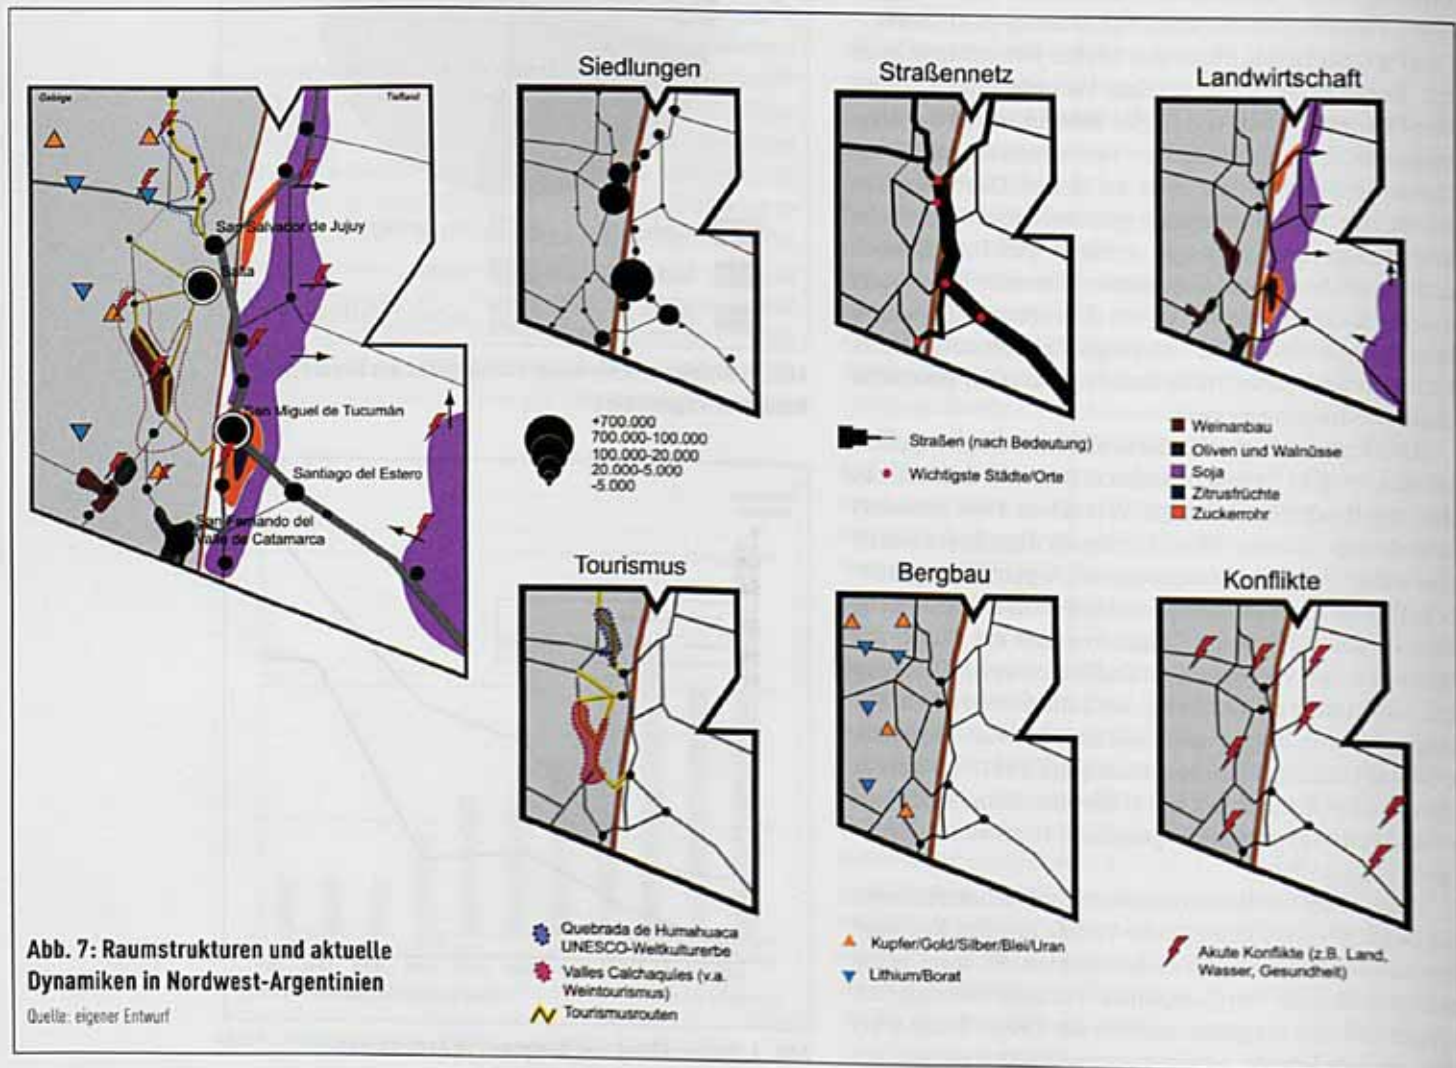 Gebirge
Tiefland
San Salvador de Jujuy
Salta
San Miguel de Tucumán
Santiago del Estero
San Fernando del
Valle de Catamarca
Siedlungen
+700.000
700.000-100.000
100.000-20.000
20.000-5.000
-5.000
Straßennetz
Straßen (nach Bedeutung)
Wichtigste Städte/Orte
Landwirtschaft
Weinanbau
Oliven und Walnüsse
Soja
Zitrusfrüchte
Zuckerrohr
Tourismus
Quebrada de Humahuaca
UNESCO-Weltkulturerbe
Valles Calchaquíes (v.a.
Weintourismus)
Tourismusrouten
Bergbau
Kupfer/Gold/Silber/Blei/Uran
Lithium/Borat
Konflikte
Akute Konflikte (z.B. Land,
Wasser, Gesundheit)
Abb. 7: Raumstrukturen und aktuelle
Dynamiken in Nordwest-Argentinien
Quelle: eigener Entwurf